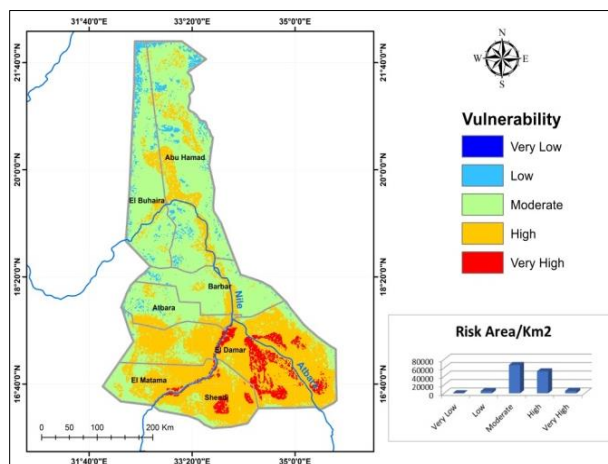 31°40'0"E 33°20'0"E 35°0'0"E
21°40'0"N
20°0'0"N
18°20'0"N
16°40'0"N
Abu Hamad
El Buhaira
Barbar
Nile
Atbara
El Damar
Atbara
El Matama
Shendi
0 50 100 200 Km
31°40'0"E 33°20'0"E 35°0'0"E
21°40'0"N
20°0'0"N
18°20'0"N
16°40'0"N
N
W E
S
Vulnerability
Very Low
Low
Moderate
High
Very High
Risk Area/Km2
80000
60000
40000
20000
0
Very Low
Low
Moderate
High
Very High